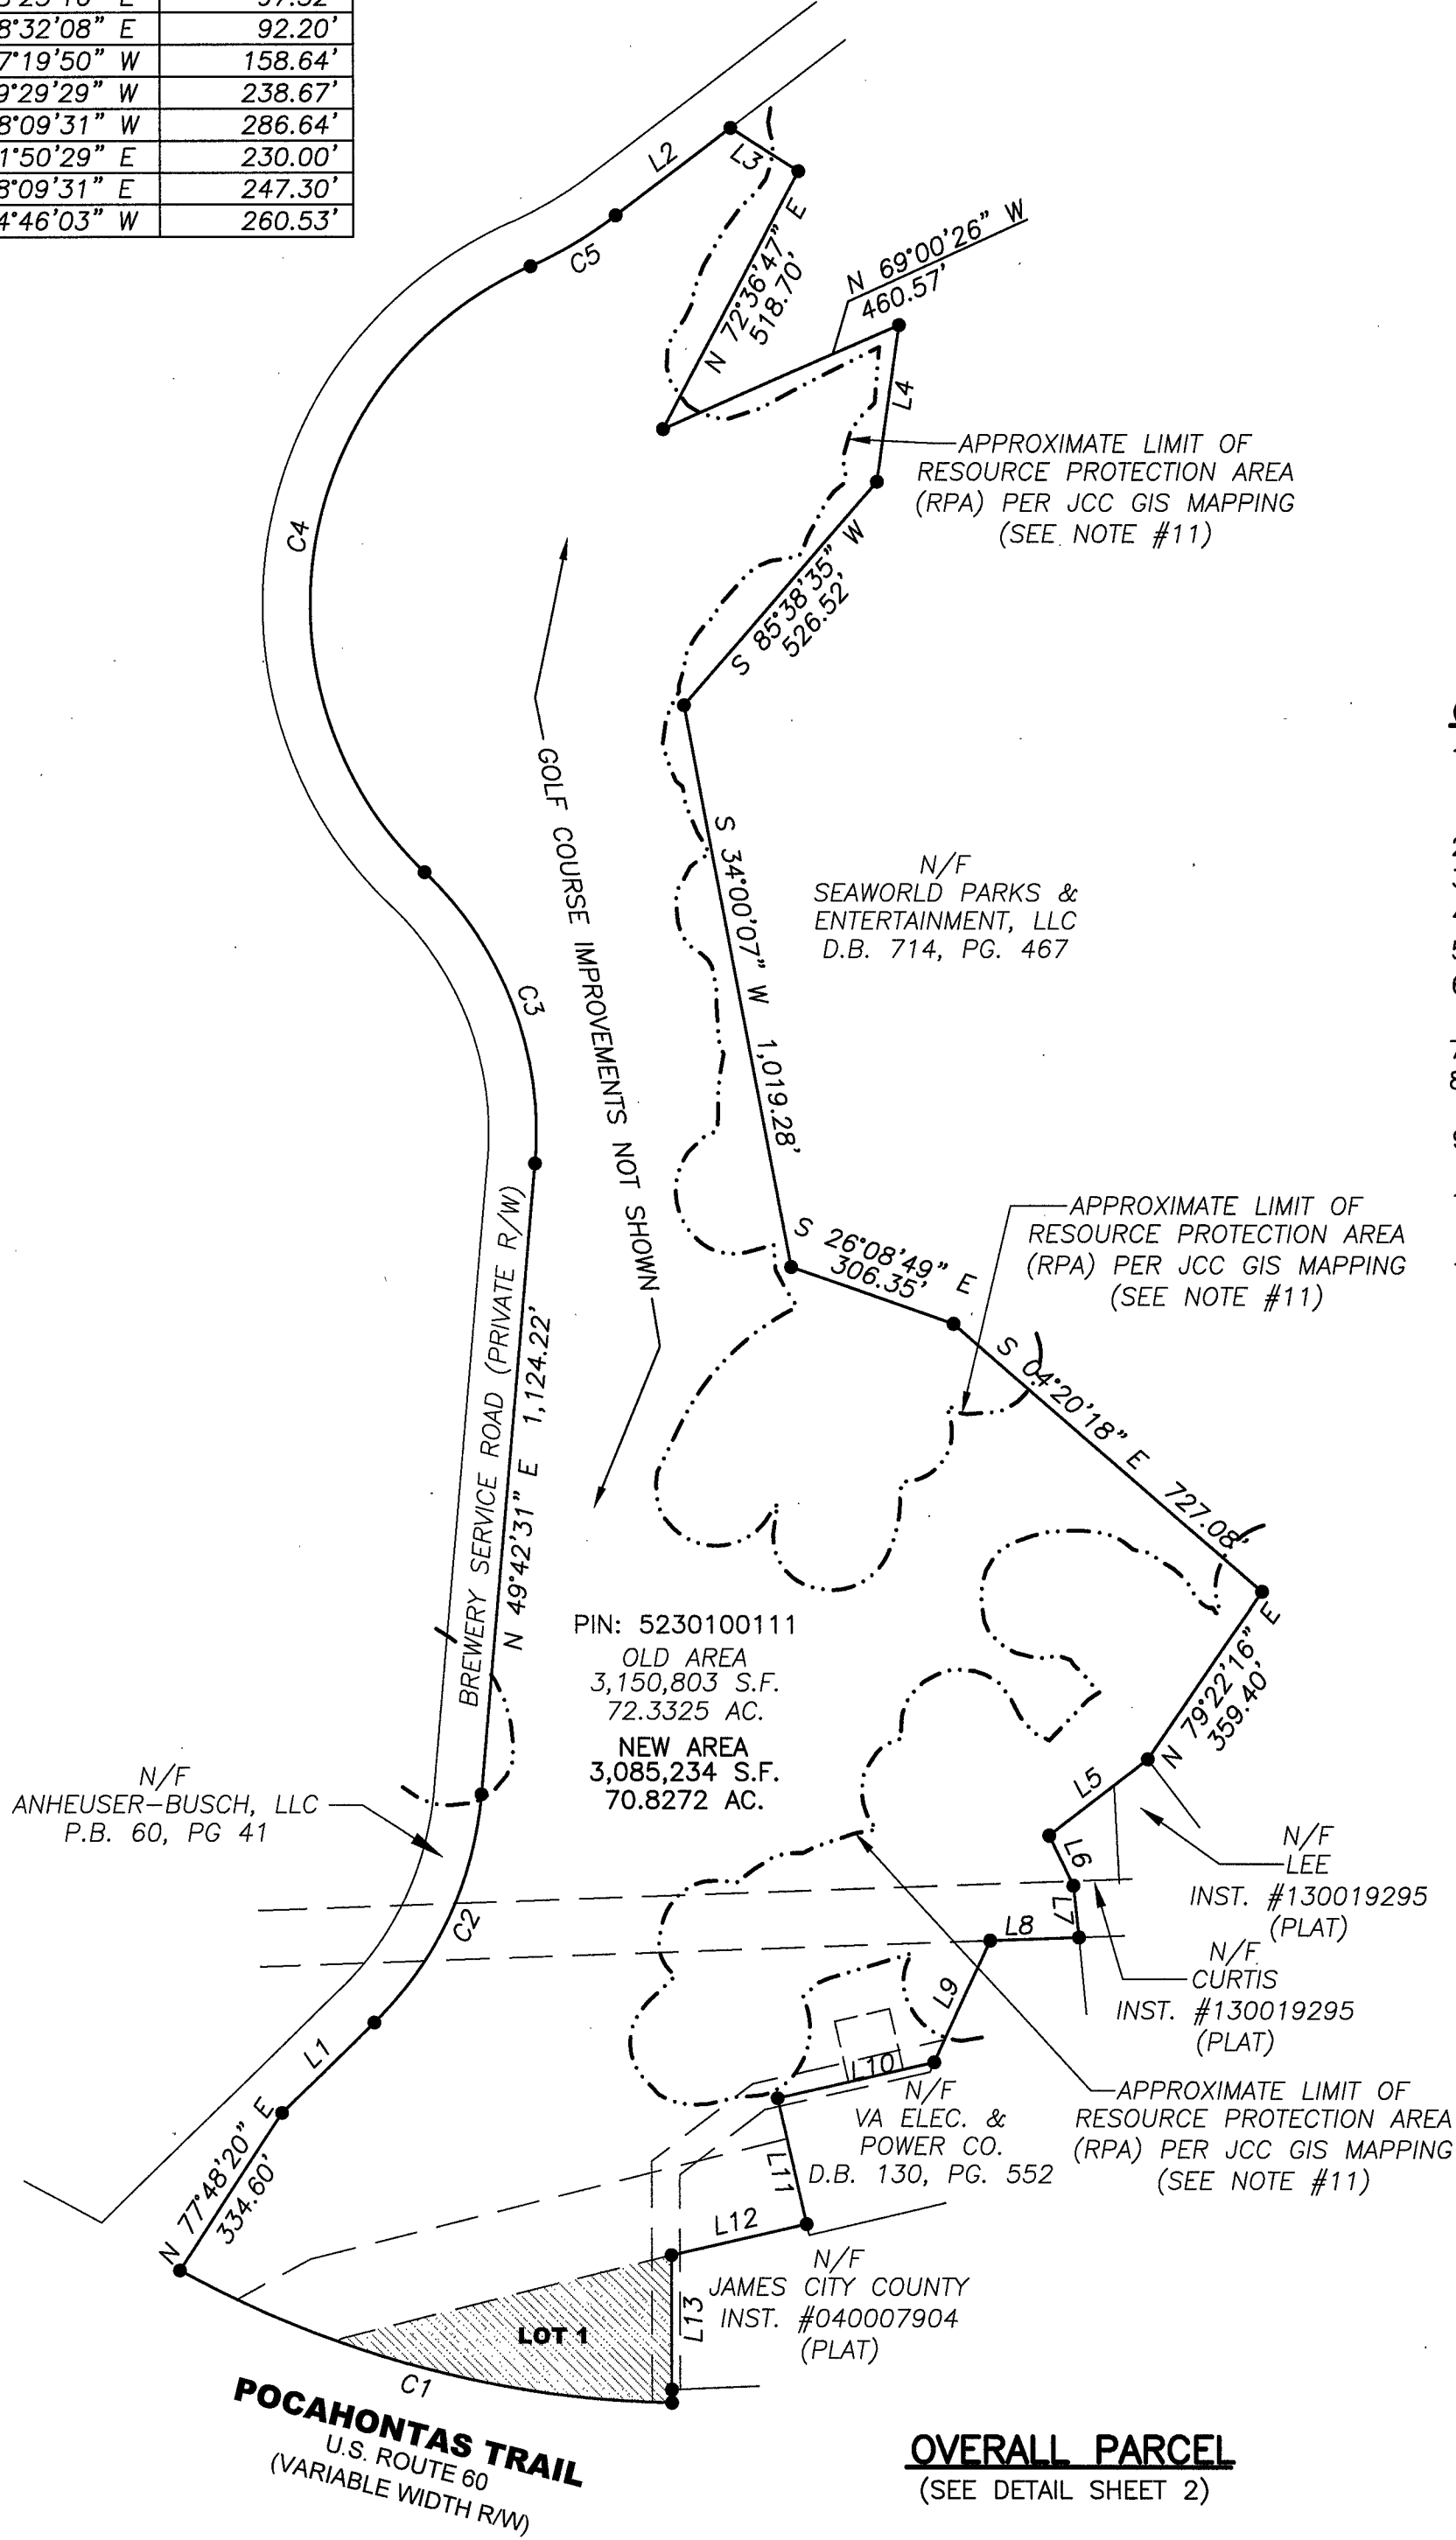 8°32'08" E 92.20'
7°19'50" W 158.64'
9°29'29" W 238.67'
8°09'31" W 286.64'
1°50'29" E 230.00'
8°09'31" E 247.30'
4°46'03" W 260.53'
L2
L3
C5
N 72°36'47" E
518.70'
N 69°00'26" W
460.57'
L4
APPROXIMATE LIMIT OF
RESOURCE PROTECTION AREA
(RPA) PER JCC GIS MAPPING
(SEE NOTE #11)
C4
S 85°38'35" W
526.52'
GOLF COURSE IMPROVEMENTS NOT SHOWN
S 34°00'07" W 1,019.28'
N/F
SEAWORLD PARKS &
ENTERTAINMENT, LLC
D.B. 714, PG. 467
C3
S 26°08'49" E
306.35'
APPROXIMATE LIMIT OF
RESOURCE PROTECTION AREA
(RPA) PER JCC GIS MAPPING
(SEE NOTE #11)
S 04°20'18" E 727.08'
BREWERY SERVICE ROAD (PRIVATE R/W)
N 49°42'31" E 1,124.22'
PIN: 5230100111
OLD AREA
3,150,803 S.F.
72.3325 AC.
NEW AREA
3,085,234 S.F.
70.8272 AC.
N 79°22'16" E
359.40'
N/F
ANHEUSER-BUSCH, LLC
P.B. 60, PG 41
L5
L6
L7
L8
L9
N/F
LEE
INST. #130019295
(PLAT)
N/F
CURTIS
INST. #130019295
(PLAT)
C2
L1
L10
N/F
VA ELEC. &
POWER CO.
D.B. 130, PG. 552
APPROXIMATE LIMIT OF
RESOURCE PROTECTION AREA
(RPA) PER JCC GIS MAPPING
(SEE NOTE #11)
N 77°48'20" E
334.60'
L11
L12
L13
N/F
JAMES CITY COUNTY
INST. #040007904
(PLAT)
LOT 1
C1
POCAHONTAS TRAIL
U.S. ROUTE 60
(VARIABLE WIDTH R/W)
OVERALL PARCEL
(SEE DETAIL SHEET 2)